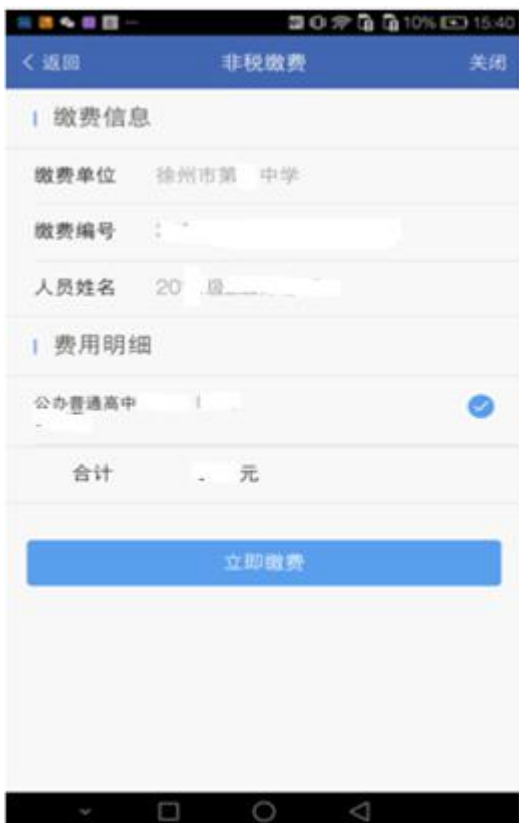 10% 15:40
返回 非税缴费 关闭
缴费信息
缴费单位 徐州市第 中学
缴费编号
人员姓名 20 级
费用明细
公办普通高中
合计 元
立即缴费